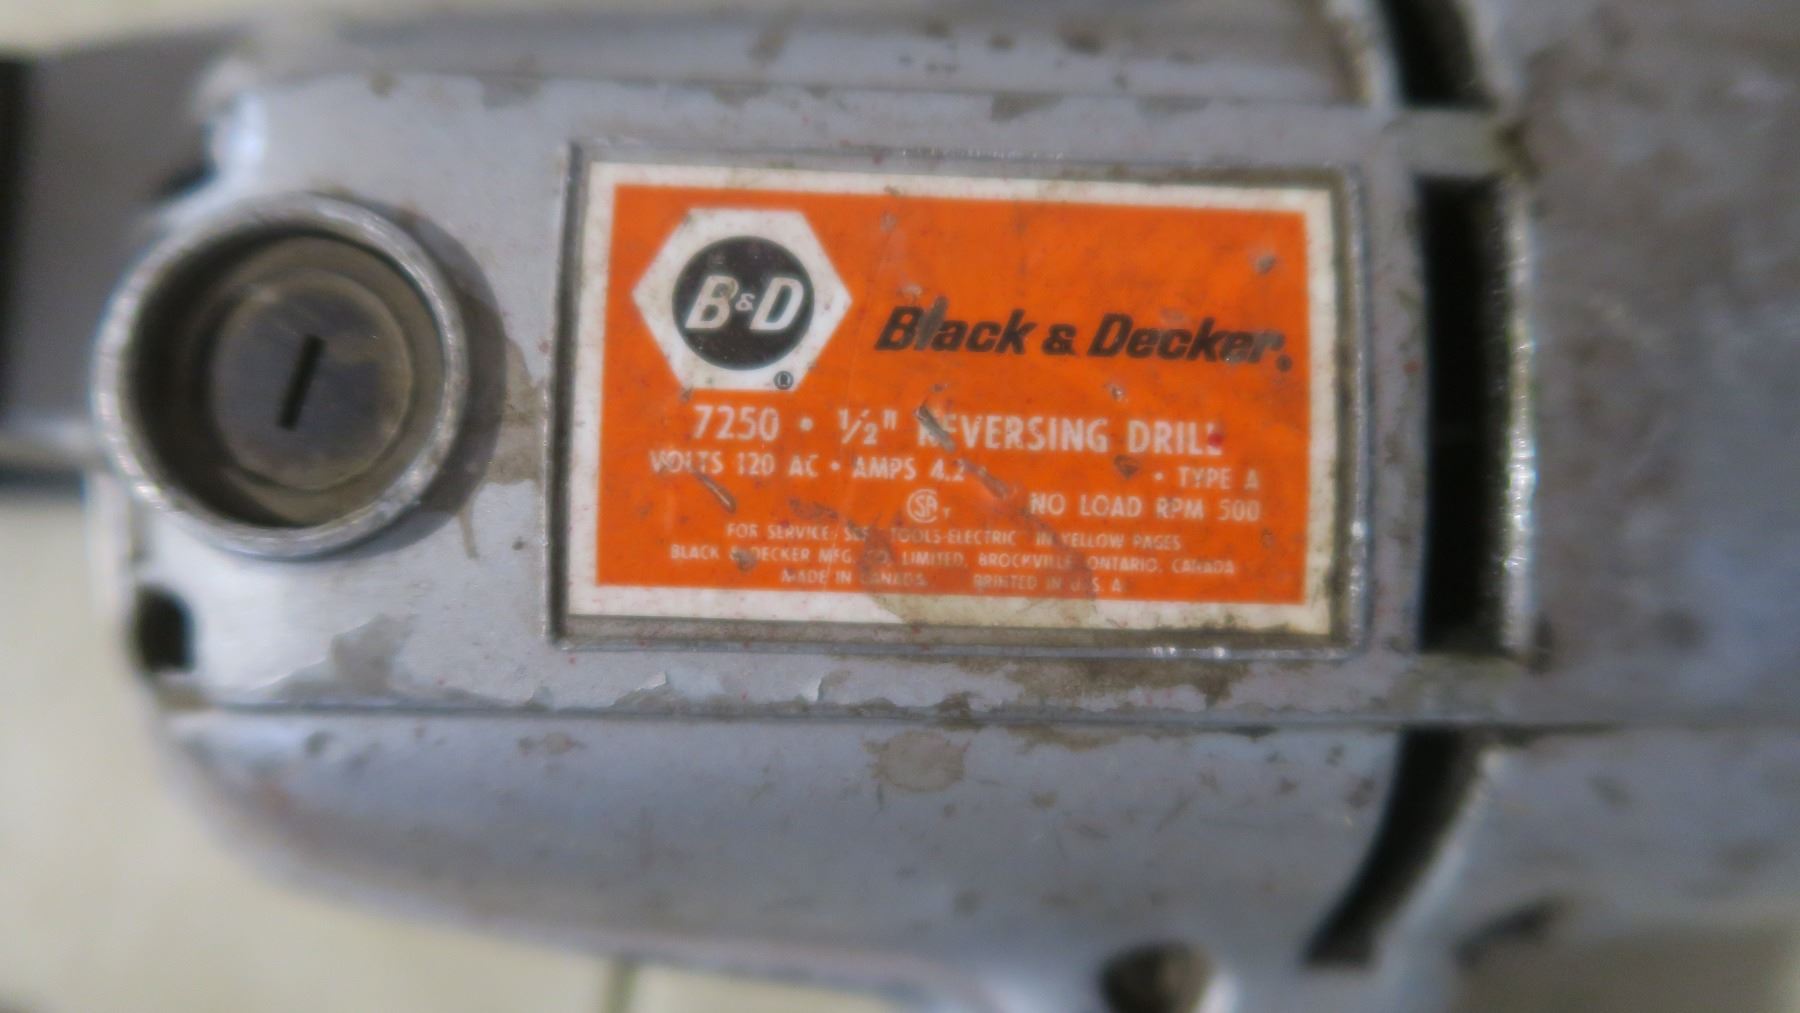 B&D
®
Black & Decker.
7250 • 1/2" REVERSING DRILL
VOLTS 120 AC • AMPS 4.2 • • TYPE A
SA NO LOAD RPM 500
FOR SERVICE, SEE TOOLS-ELECTRIC IN YELLOW PAGES
BLACK & DECKER MFG. CO. LIMITED, BROCKVILLE ONTARIO, CANADA
MADE IN CANADA PRINTED IN U.S.A.